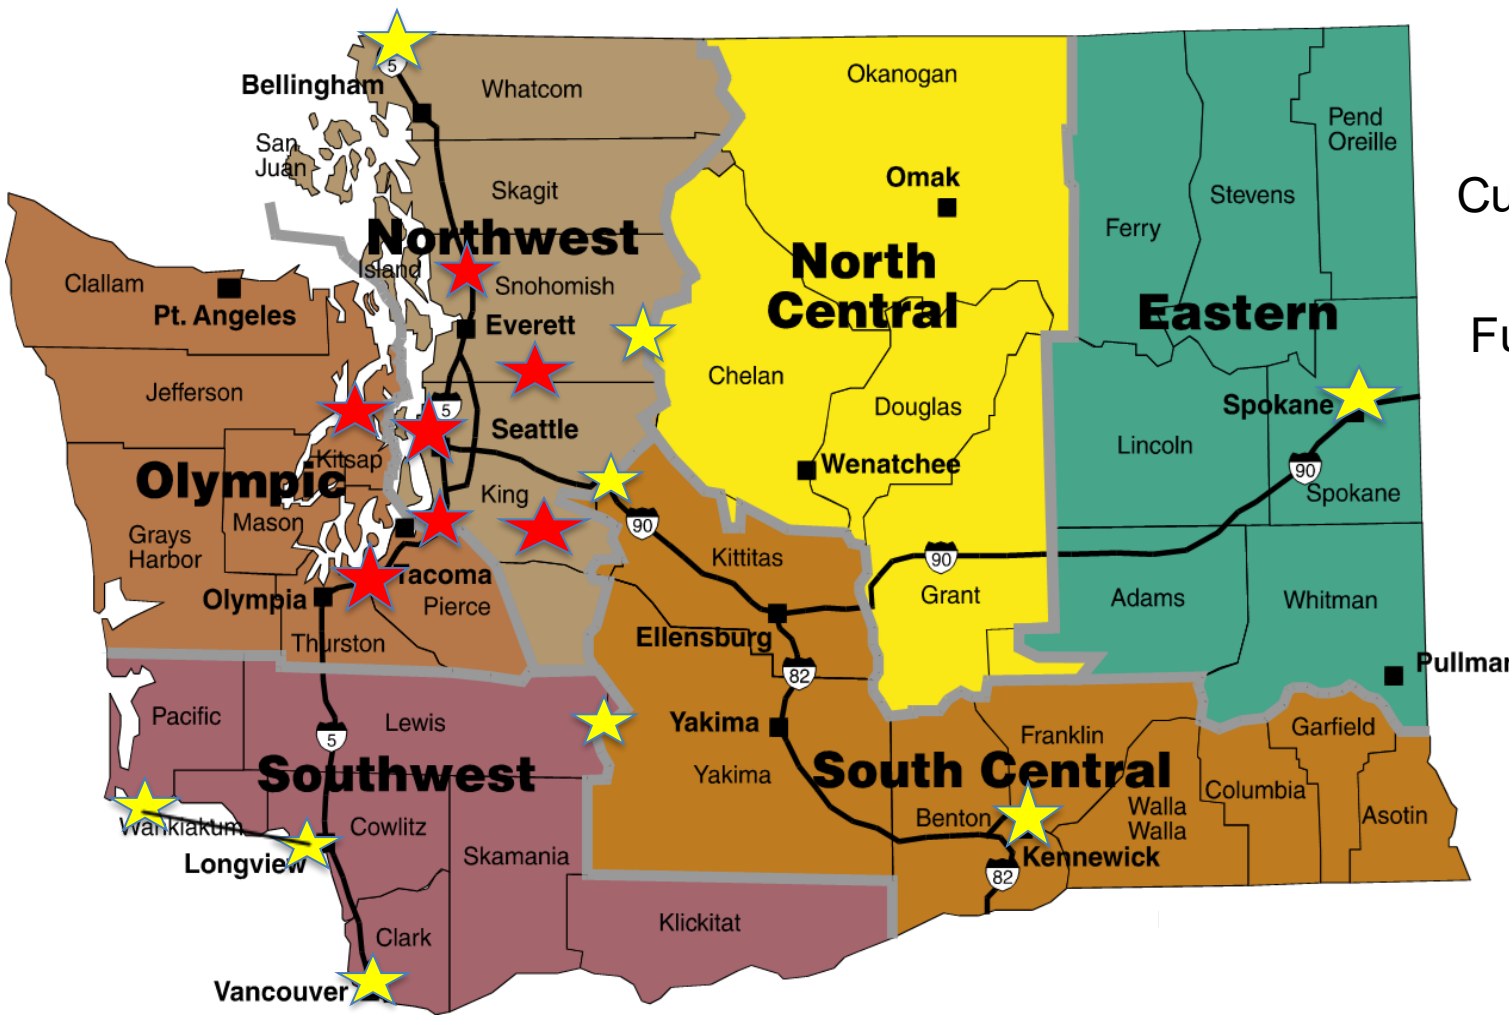 5
Bellingham
Whatcom
Okanogan
Pend
Oreille
San
Juan
Skagit
Omak
Stevens
Cu
Ferry
Northwest
Island
Snohomish
North
Central
Clallam
Pt. Angeles
Everett
Eastern
Fu
Jefferson
Chelan
Douglas
5
Seattle
Spokane
Lincoln
Kitsap
Olympic
King
Wenatchee
90
Spokane
Mason
Grays
Harbor
90
Kittitas
90
Tacoma
Olympia
Pierce
Grant
Adams
Whitman
Thurston
Ellensburg
82
Pullman
Pacific
Lewis
Yakima
Franklin
Garfield
5
Southwest
Yakima
South Central
Columbia
Benton
Walla
Walla
Asotin
Wahkiakum
Cowlitz
Longview
Skamania
Kennewick
82
Klickitat
Clark
Vancouver